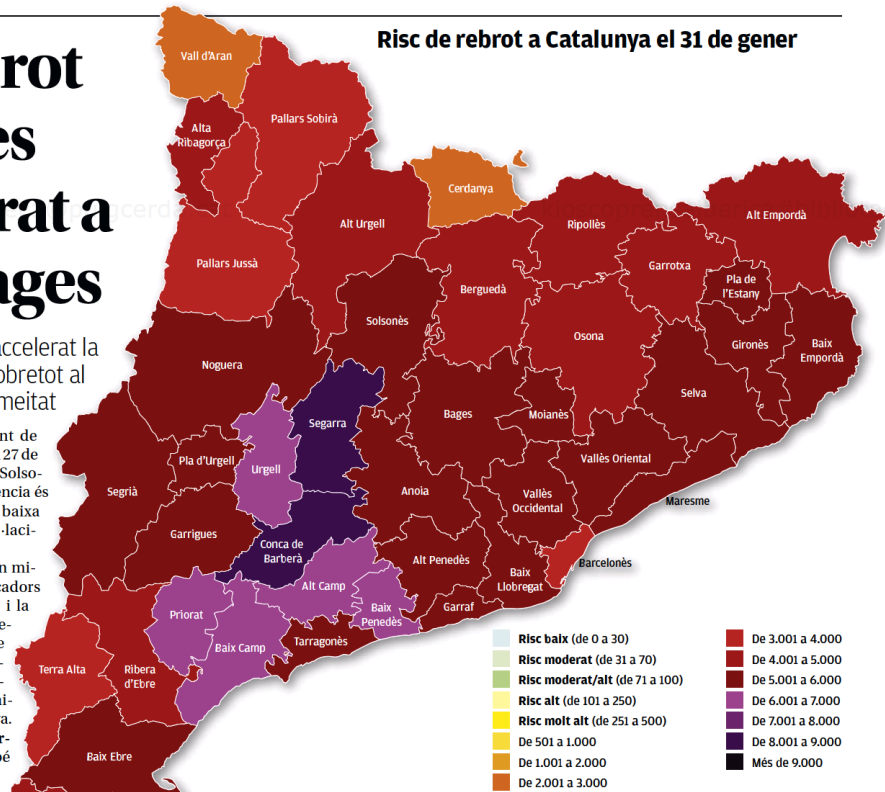 Risc de rebrot a Catalunya el 31 de gener
rot
es
rat a
ages
accelerat la
obretot al
meitat
nt de
27 de
Solso-
ència és
baixa
·laci-
n mi-
cadors
i la
e-
e
-
-
ni-
va.
r-
pé
Vall d'Aran
Pallars Sobirà
Alta
Ribagorça
Cerdanya
Alt Urgell
Ripollès
Alt Empordà
Pallars Jussà
Garrotxa
Pla de
l'Estany
Berguedà
Solsonès
Osona
Gironès
Baix
Empordà
Noguera
Selva
Segarra
Bages
Moianès
Pla d'Urgell
Urgell
Vallès Oriental
Segrià
Anoia
Vallès
Occidental
Maresme
Garrigues
Conca de
Barberà
Alt Penedès
Barcelonès
Baix
Llobregat
Alt Camp
Baix
Penedès
Garraf
Priorat
Baix Camp
Tarragonès
Terra Alta
Ribera
d'Ebre
Baix Ebre
Risc baix (de 0 a 30)
Risc moderat (de 31 a 70)
Risc moderat/alt (de 71 a 100)
Risc alt (de 101 a 250)
Risc molt alt (de 251 a 500)
De 501 a 1.000
De 1.001 a 2.000
De 2.001 a 3.000
De 3.001 a 4.000
De 4.001 a 5.000
De 5.001 a 6.000
De 6.001 a 7.000
De 7.001 a 8.000
De 8.001 a 9.000
Més de 9.000